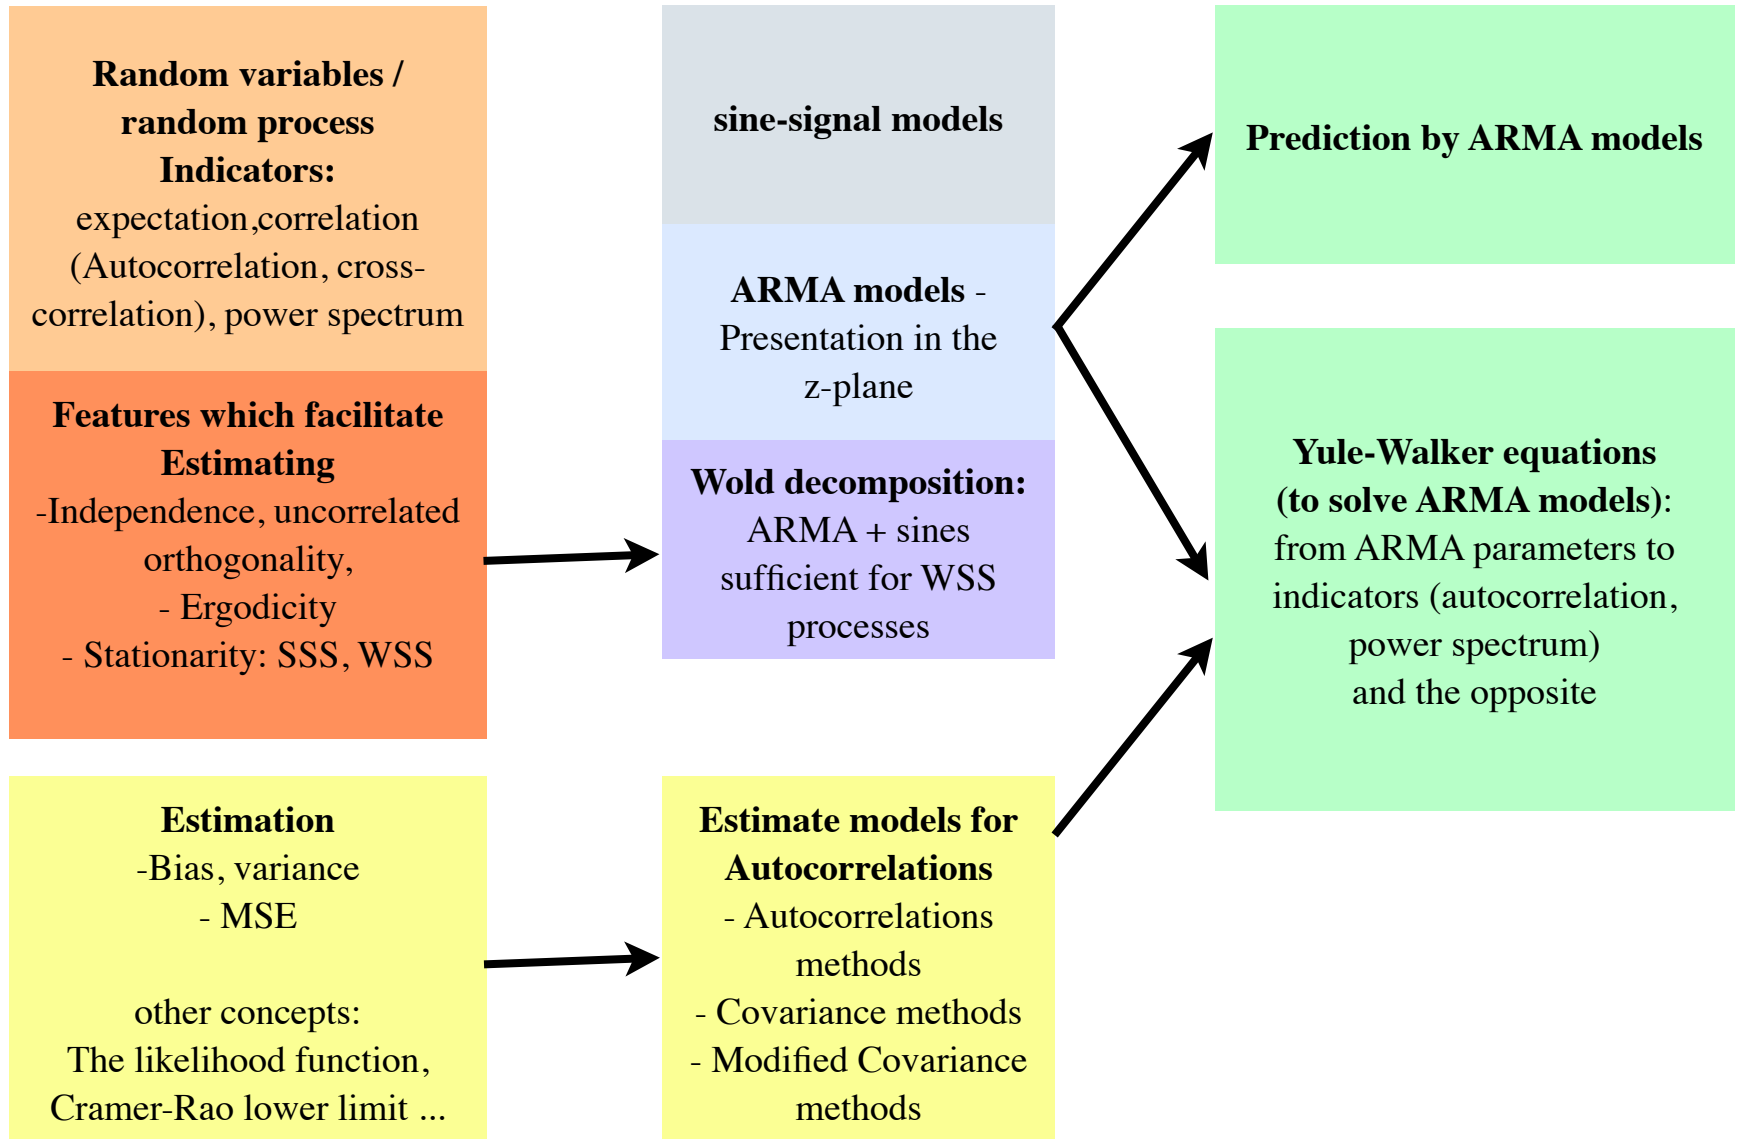 Random variables /
random process
Indicators:
expectation,correlation
(Autocorrelation, cross-
correlation), power spectrum
Features which facilitate
Estimating
-Independence, uncorrelated
orthogonality,
- Ergodicity
- Stationarity: SSS, WSS
Estimation
-Bias, variance
- MSE
other concepts:
The likelihood function,
Cramer-Rao lower limit ...
sine-signal models
ARMA models -
Presentation in the
z-plane
Wold decomposition:
ARMA + sines
sufficient for WSS
processes
Estimate models for
Autocorrelations
- Autocorrelations
methods
- Covariance methods
- Modified Covariance
methods
Prediction by ARMA models
Yule-Walker equations
(to solve ARMA models):
from ARMA parameters to
indicators (autocorrelation,
power spectrum)
and the opposite